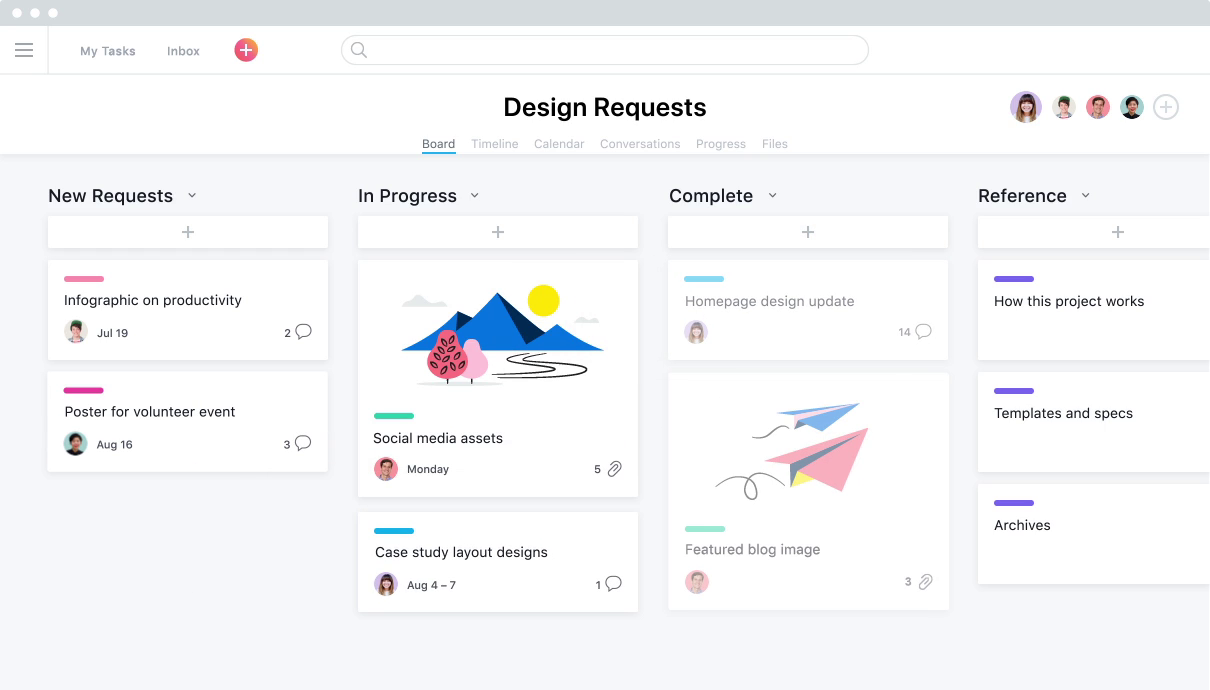 My Tasks
Inbox
Design Requests
Board
Timeline
Calendar
Conversations
Progress
Files
New Requests
Infographic on productivity
Jul 19
2
Poster for volunteer event
Aug 16
3
In Progress
Social media assets
Monday
5
Case study layout designs
Aug 4 – 7
1
Complete
Homepage design update
14
Featured blog image
3
Reference
How this project works
Templates and specs
Archives